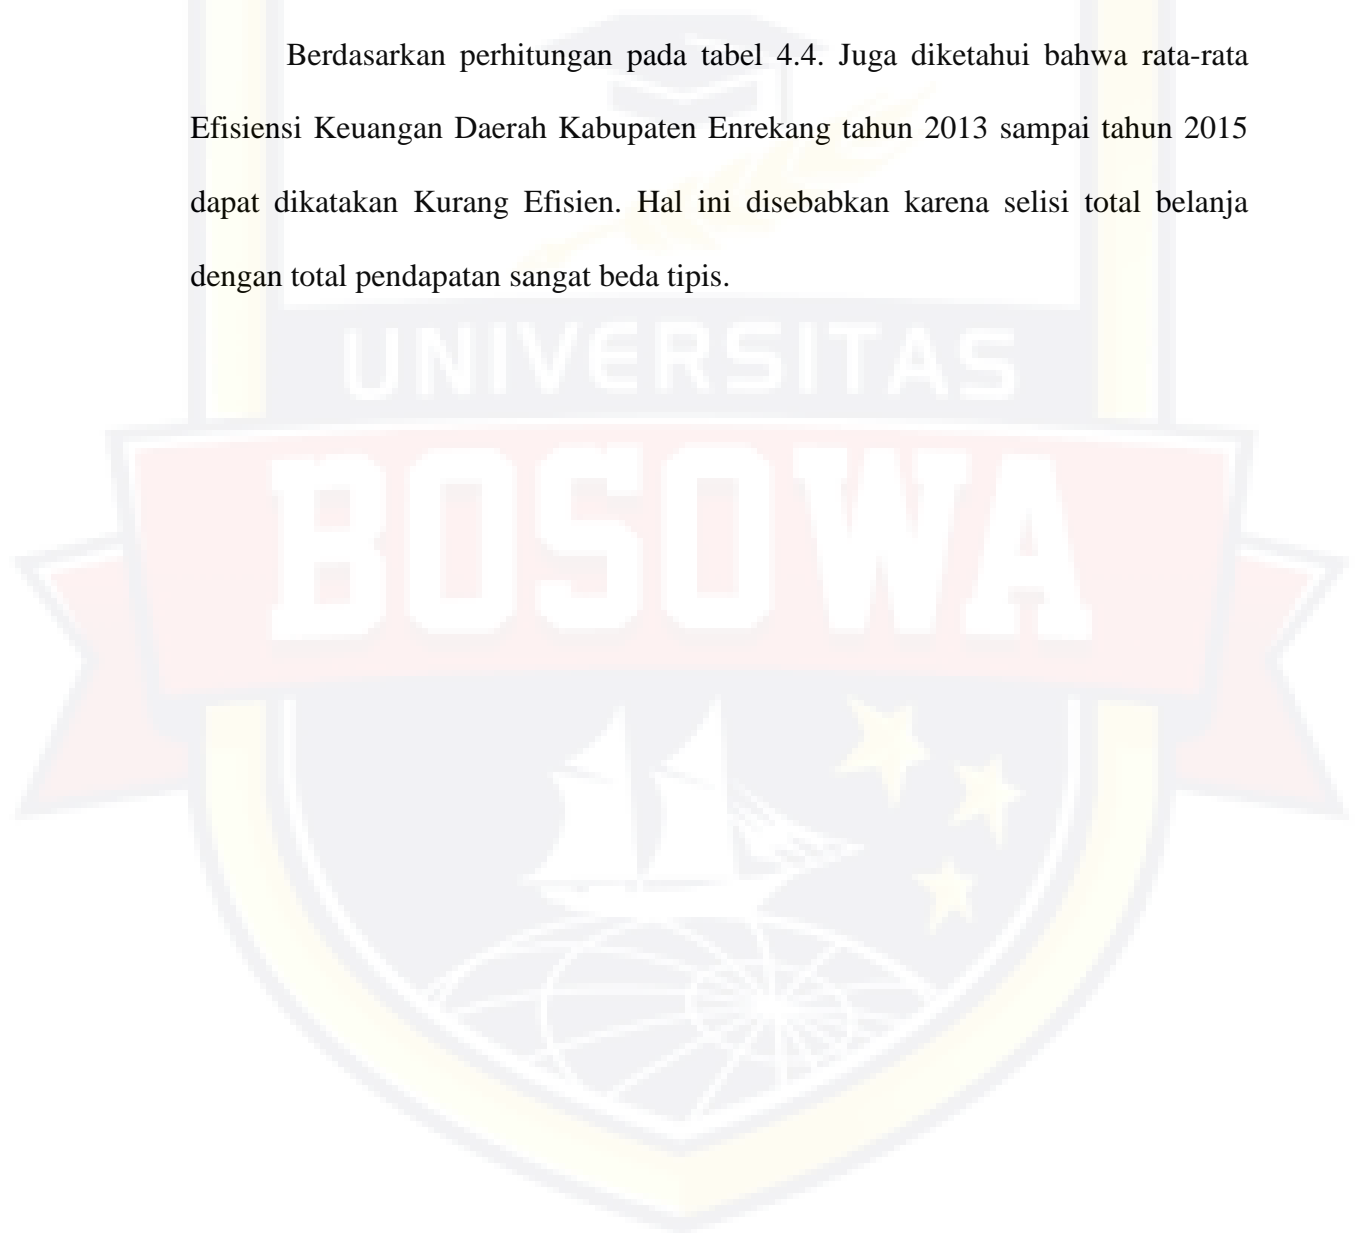 Berdasarkan perhitungan pada tabel 4.4. Juga diketahui bahwa rata-rata
Efisiensi Keuangan Daerah Kabupaten Enrekang tahun 2013 sampai tahun 2015
dapat dikatakan Kurang Efisien. Hal ini disebabkan karena selisi total belanja
dengan total pendapatan sangat beda tipis.
UNIVERSITAS
BOSOWA